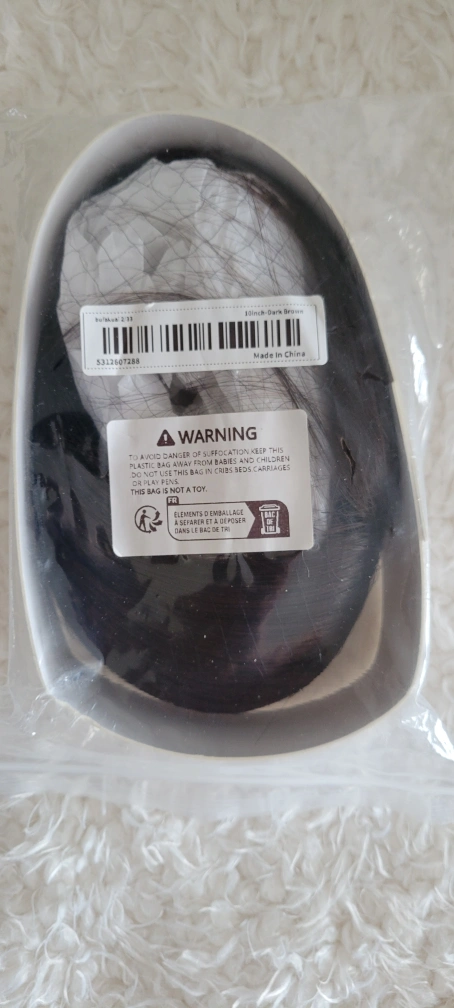 10inch-Dark Brown
5312607288
Made In China
WARNING
TO AVOID DANGER OF SUFFOCATION.KEEP THIS
PLASTIC BAG AWAY FROM BABIES AND CHILDREN
DO NOT USE THIS BAG IN CRIBS.BEDS.CARRIAGES
OR PLAY PENS.
THIS BAG IS NOT A TOY.
FR
ÉLÉMENTS D'EMBALLAGE
À SÉPARER ET À DÉPOSER
DANS LE BAC DE TRI
BAC
DE
TRI